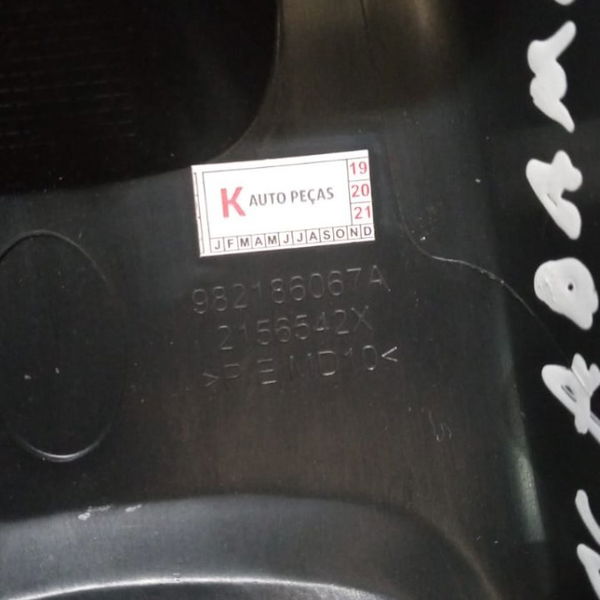 K AUTO PEÇAS
19
20
21
J F M A M J J A S O N D
982186067A
2156542X
>P E MD10<